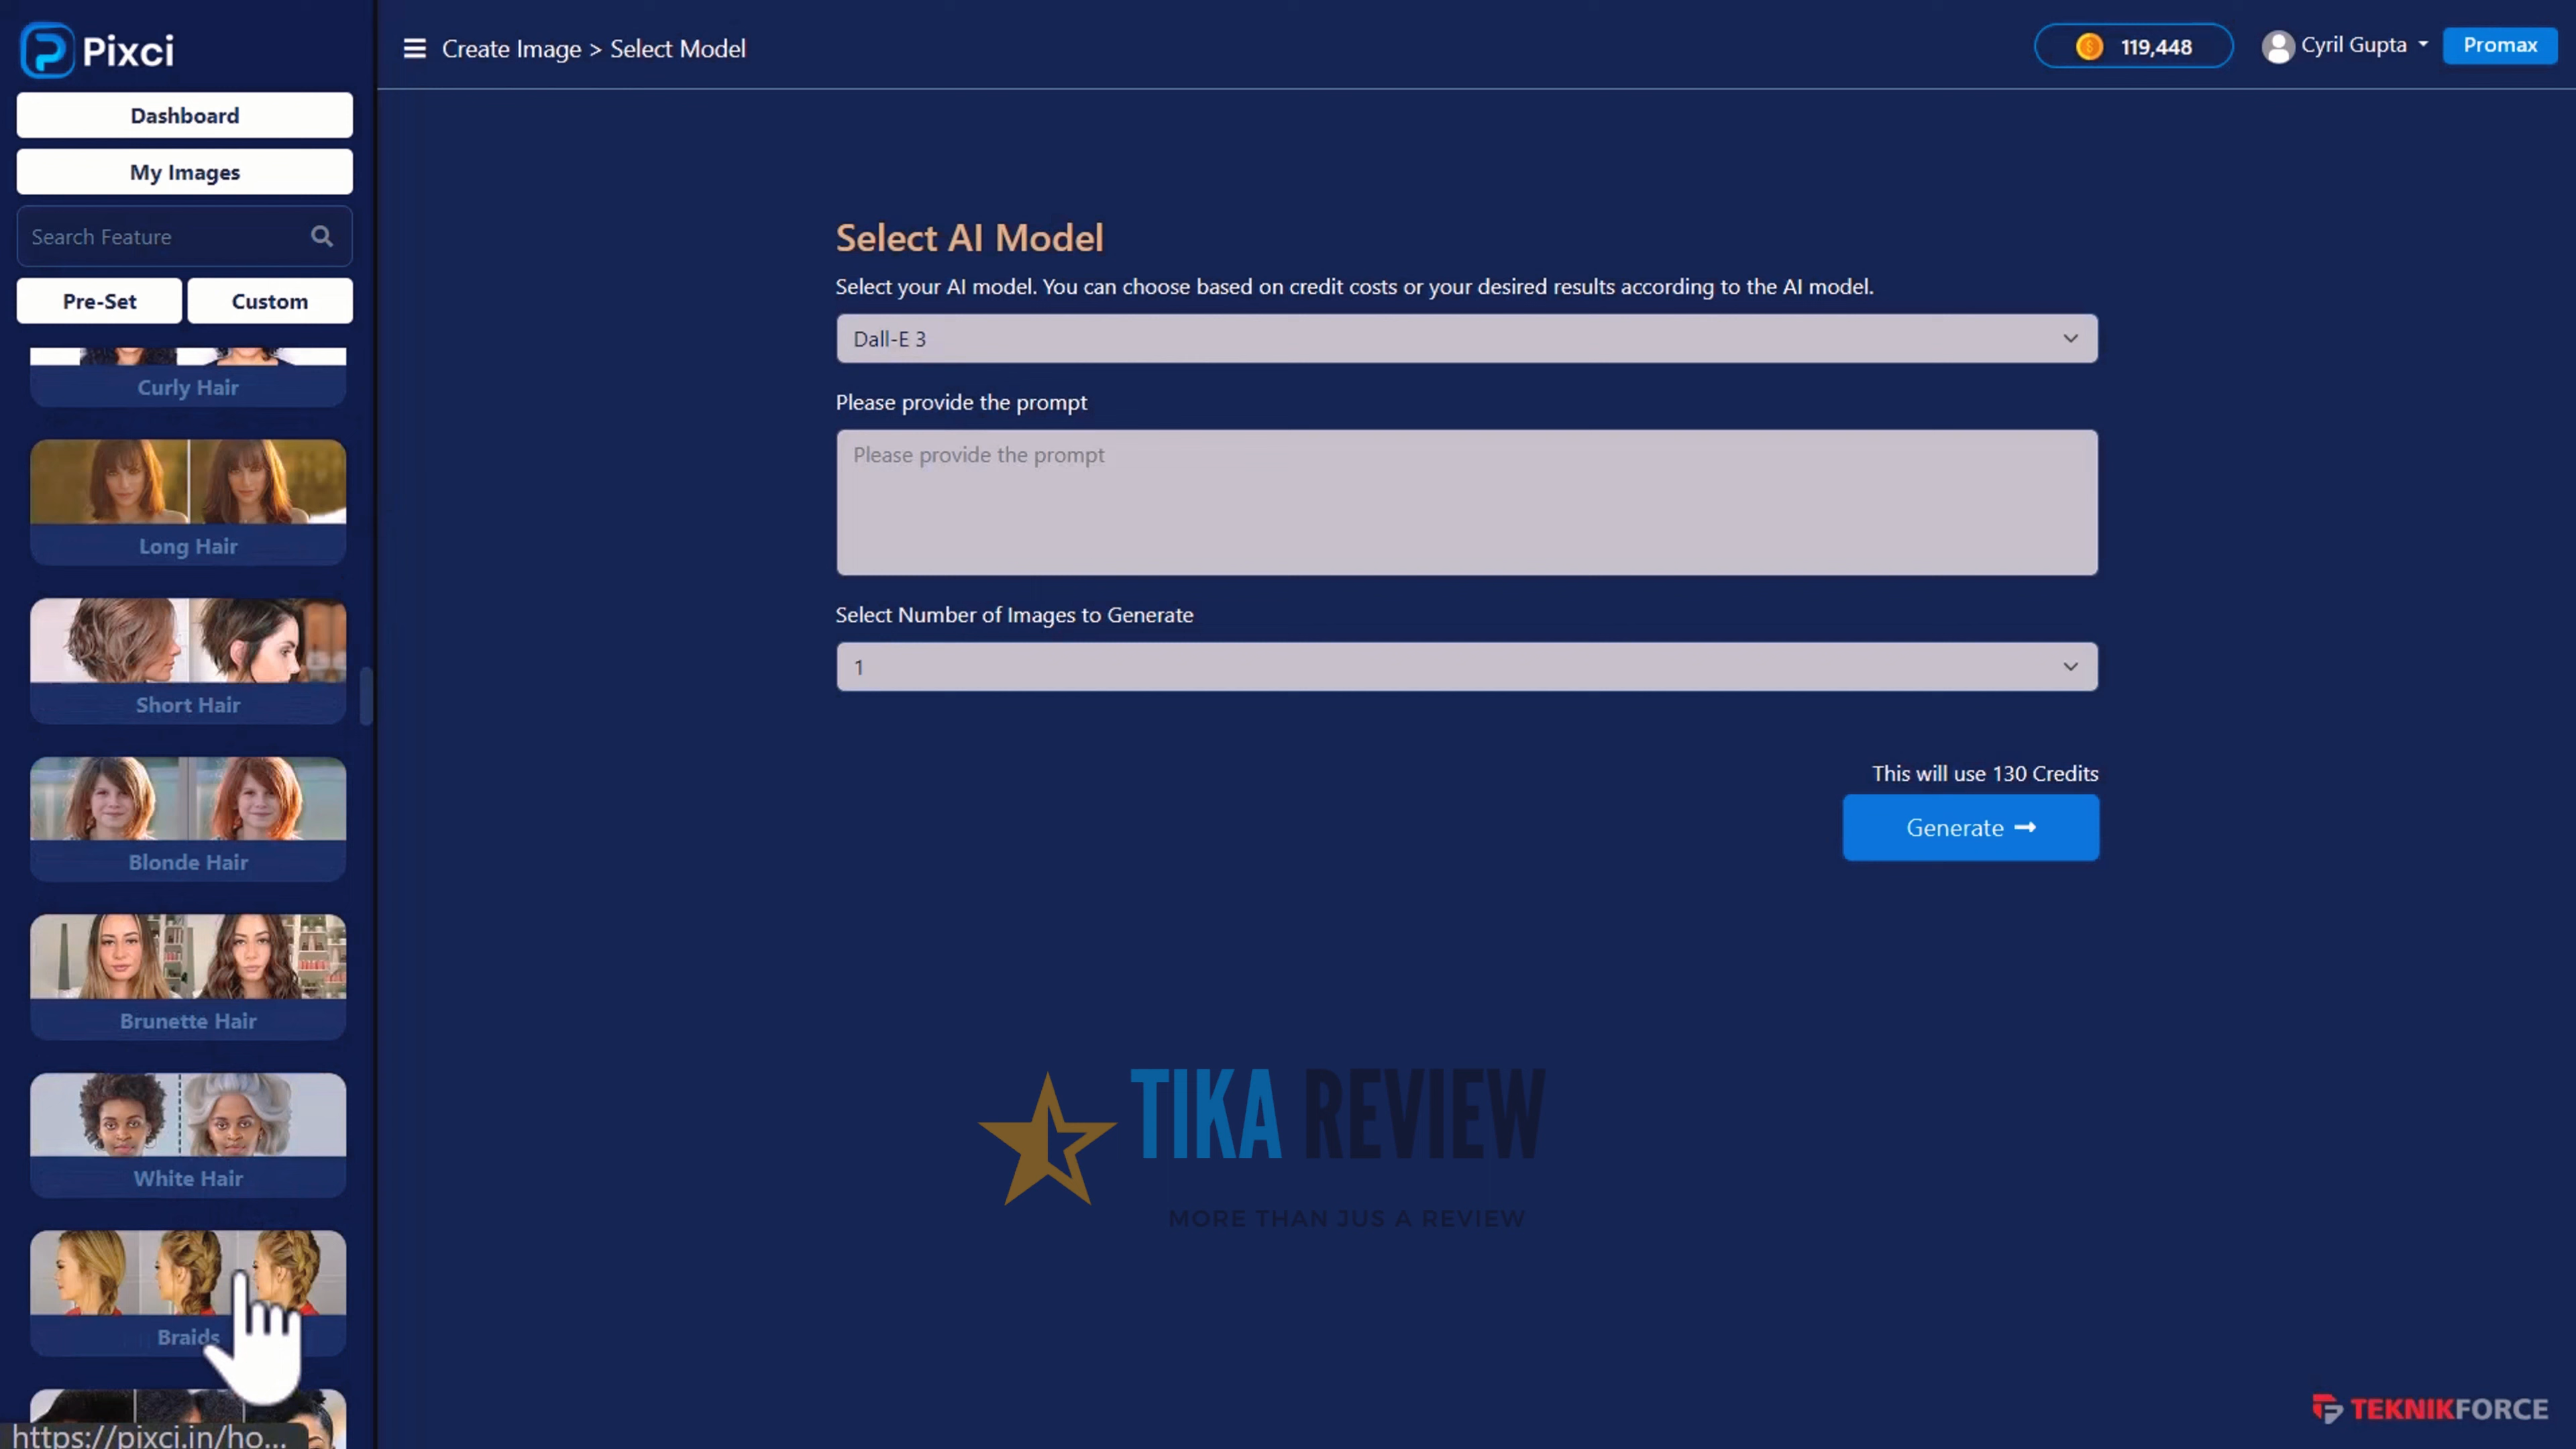 Pixci
Dashboard
My Images
Search Feature
Pre-Set
Custom
Curly Hair
Long Hair
Short Hair
Blonde Hair
Brunette Hair
White Hair
Braids
https://pixci.in/ho...
Create Image > Select Model
119,448
Cyril Gupta
Promax
Select AI Model
Select your AI model. You can choose based on credit costs or your desired results according to the AI model.
Dall-E 3
Please provide the prompt
Please provide the prompt
Select Number of Images to Generate
1
This will use 130 Credits
Generate
TIKA REVIEW
MORE THAN JUS A REVIEW
TEKNIKFORCE